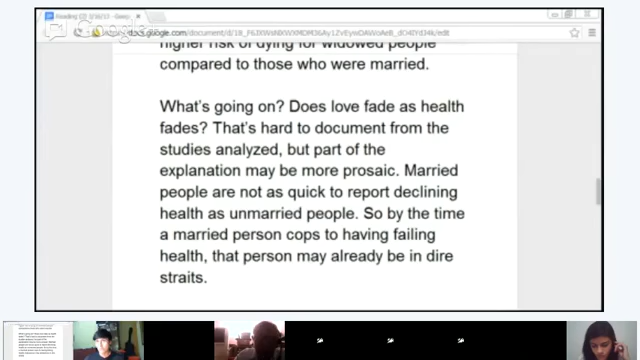 higher risk of dying for widowed people
compared to those who were married.
What's going on? Does love fade as health
fades? That's hard to document from the
studies analyzed, but part of the
explanation may be more prosaic. Married
people are not as quick to report declining
health as unmarried people. So by the time
a married person cops to having failing
health, that person may already be in dire
straits.